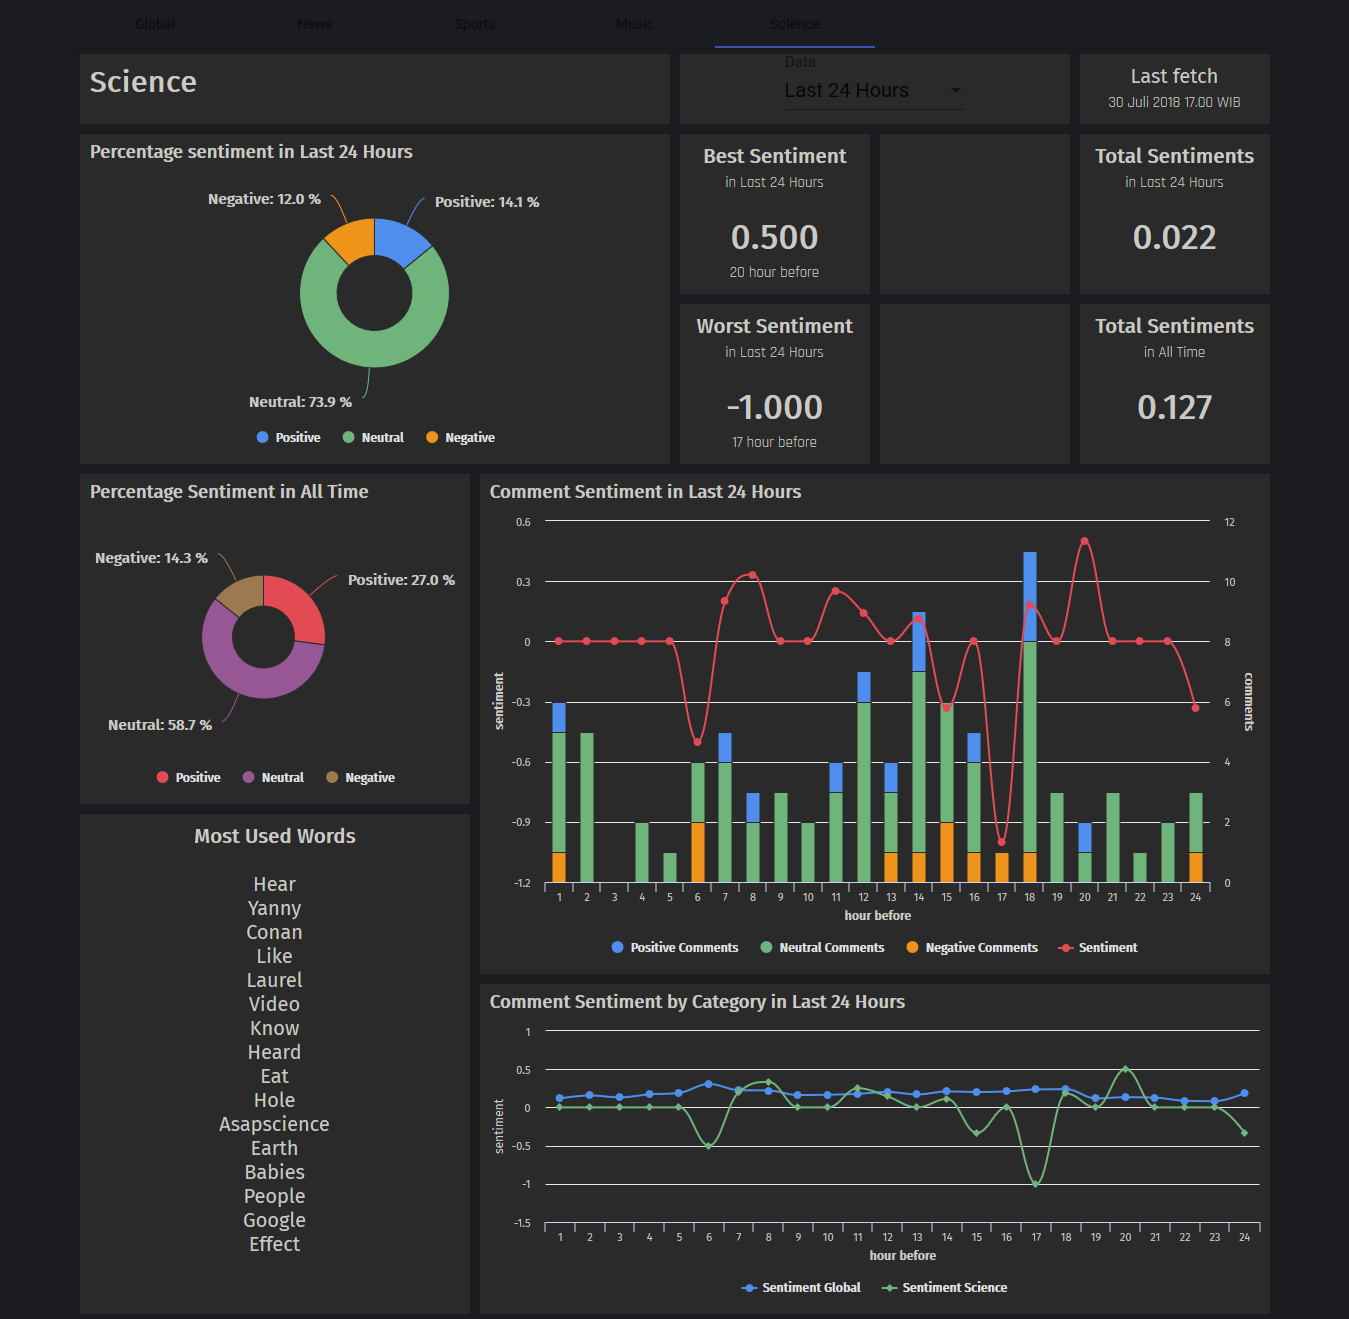 Global
News
Sports
Music
Science
Science
Data
Last 24 Hours
Last fetch
30 Juli 2018 17.00 WIB
Percentage sentiment in Last 24 Hours
Negative: 12.0 %
Positive: 14.1 %
Neutral: 73.9 %
Positive
Neutral
Negative
Best Sentiment
in Last 24 Hours
0.500
20 hour before
Total Sentiments
in Last 24 Hours
0.022
Worst Sentiment
in Last 24 Hours
-1.000
17 hour before
Total Sentiments
in All Time
0.127
Percentage Sentiment in All Time
Negative: 14.3 %
Positive: 27.0 %
Neutral: 58.7 %
Positive
Neutral
Negative
Most Used Words
Hear
Yanny
Conan
Like
Laurel
Video
Know
Heard
Eat
Hole
Asapscience
Earth
Babies
People
Google
Effect
Comment Sentiment in Last 24 Hours
0.6
0.3
0
-0.3
-0.6
-0.9
-1.2
sentiment
12
10
8
6
4
2
0
comments
1 2 3 4 5 6 7 8 9 10 11 12 13 14 15 16 17 18 19 20 21 22 23 24
hour before
Positive Comments
Neutral Comments
Negative Comments
Sentiment
Comment Sentiment by Category in Last 24 Hours
1
0.5
0
-0.5
-1
-1.5
sentiment
1 2 3 4 5 6 7 8 9 10 11 12 13 14 15 16 17 18 19 20 21 22 23 24
hour before
Sentiment Global
Sentiment Science